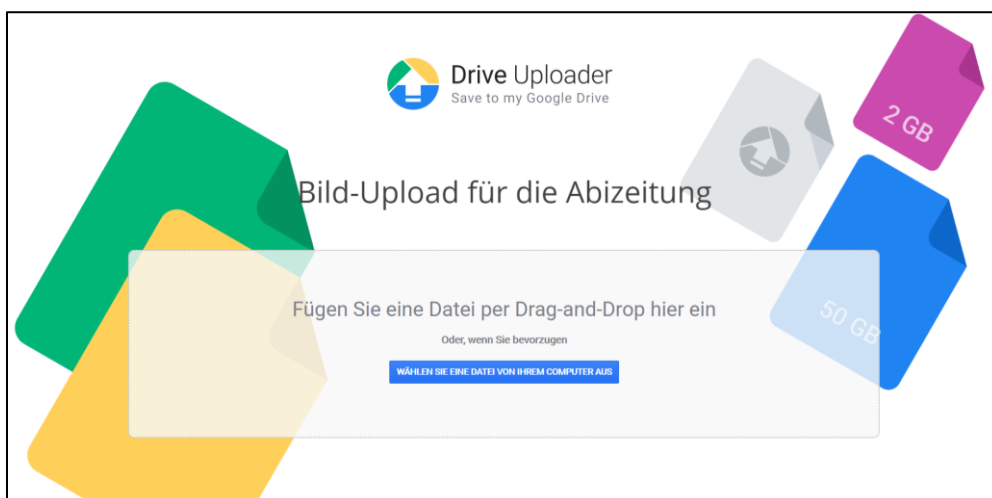 Drive Uploader
Save to my Google Drive
2 GB
Bild-Upload für die Abizeitung
Fügen Sie eine Datei per Drag-and-Drop hier ein
50 GB
Oder, wenn Sie bevorzugen
WÄHLEN SIE EINE DATEI VON IHREM COMPUTER AUS